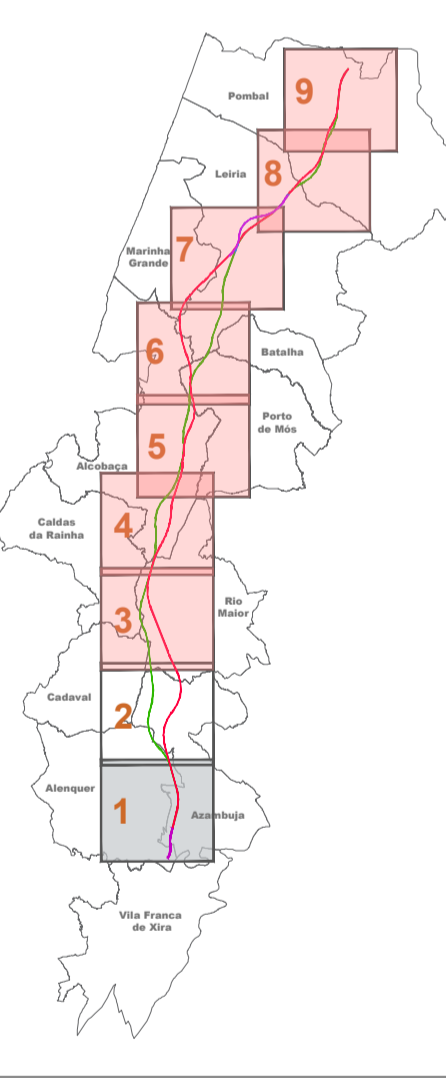 9
Pombal
8
Leiria
7
Marinha
Grande
6
Batalha
Porto
de Mós
5
Alcobaça
4
Caldas
da Rainha
Rio
Maior
3
Cadaval
2
Alenquer
1
Azambuja
Vila Franca
de Xira